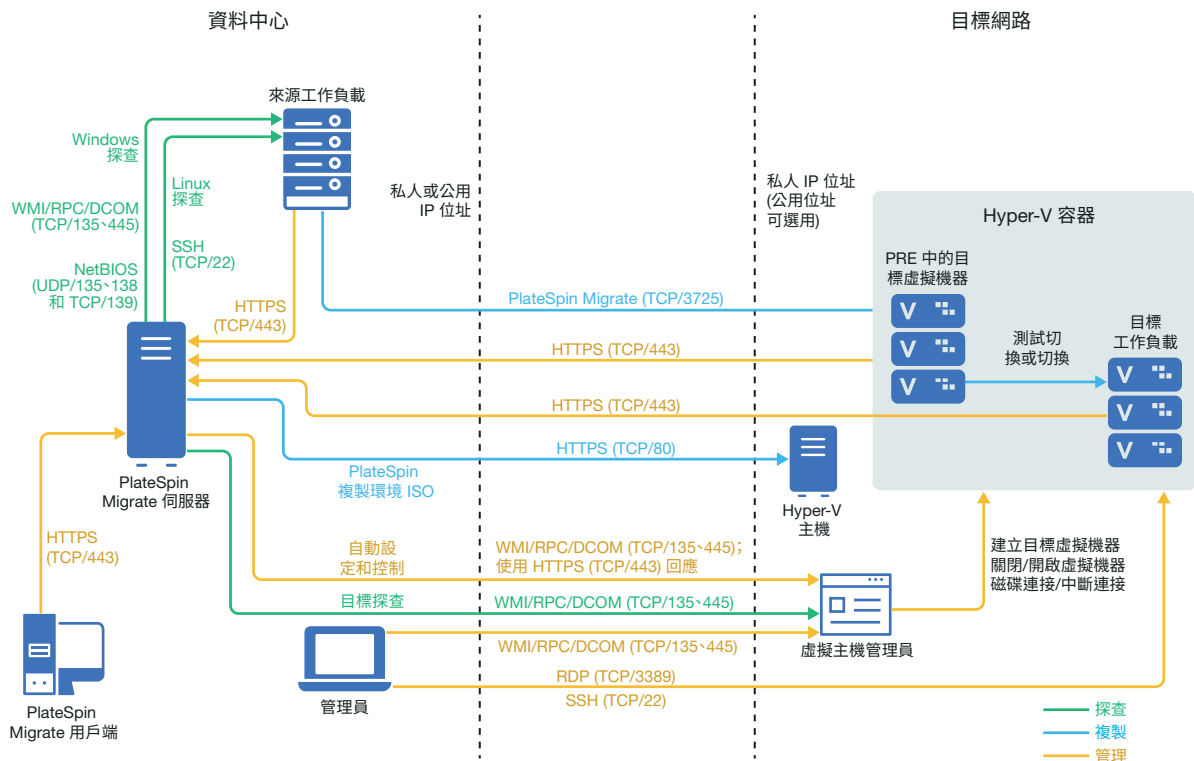 資料中心
目標網路
來源工作負載
Windows
探查
Linux
探查
WMI/RPC/DCOM
(TCP/135、445)
SSH
(TCP/22)
NetBIOS
(UDP/135、138
和 TCP/139)
HTTPS
(TCP/443)
私人或公用
IP 位址
私人 IP 位址
(公用位址
可選用)
Hyper-V 容器
PRE 中的目
標虛擬機器
PlateSpin Migrate (TCP/3725)
V
V
V
測試切
換或切換
目標
工作負載
V
V
V
HTTPS (TCP/443)
HTTPS (TCP/443)
HTTPS (TCP/80)
PlateSpin
複製環境 ISO
PlateSpin
Migrate 伺服器
Hyper-V
主機
HTTPS
(TCP/443)
自動設
定和控制
WMI/RPC/DCOM (TCP/135、445);
使用 HTTPS (TCP/443) 回應
建立目標虛擬機器
關閉/開啟虛擬機器
磁碟連接/中斷連接
目標探查
WMI/RPC/DCOM (TCP/135、445)
WMI/RPC/DCOM (TCP/135、445)
虛擬主機管理員
RDP (TCP/3389)
SSH (TCP/22)
管理員
PlateSpin
Migrate 用戶端
探查
複製
管理